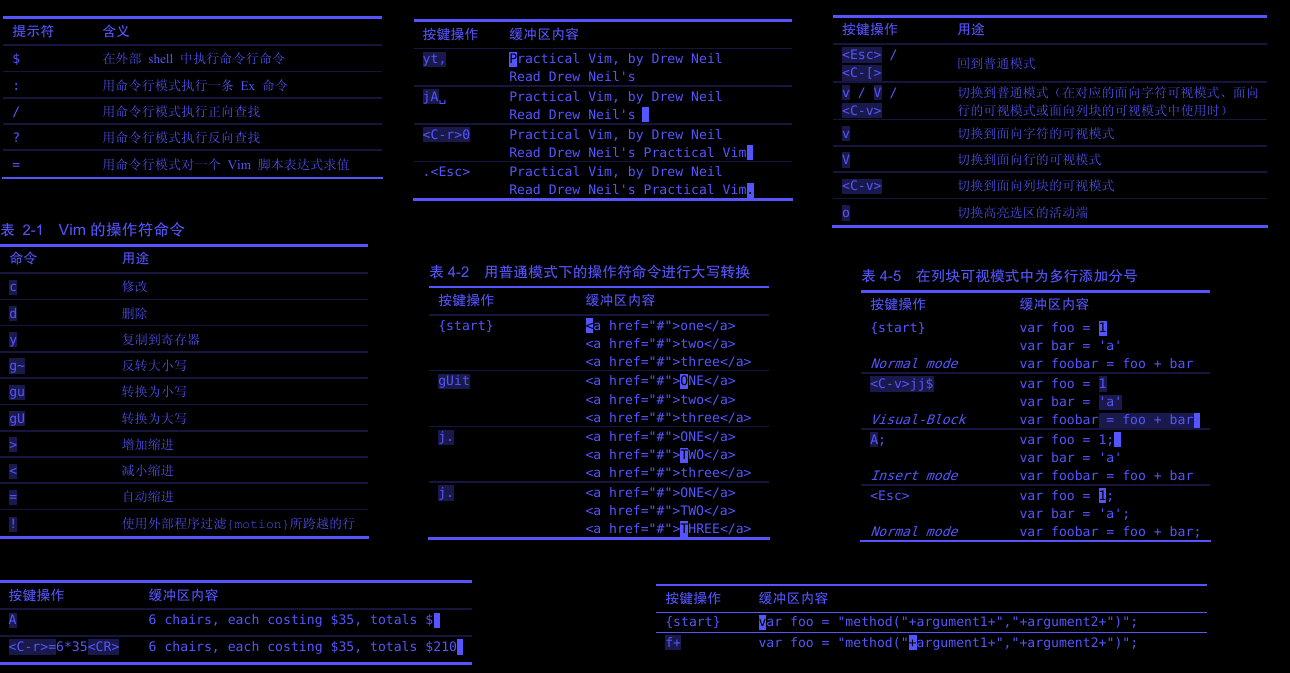 提示符 含义
$ 在外部 shell 中执行命令行命令
: 用命令行模式执行一条 Ex 命令
/ 用命令行模式执行正向查找
? 用命令行模式执行反向查找
= 用命令行模式对一个 Vim 脚本表达式求值
按键操作 缓冲区内容
yt, Practical Vim, by Drew Neil
Read Drew Neil's
jA␣ Practical Vim, by Drew Neil
Read Drew Neil's
<C-r>0 Practical Vim, by Drew Neil
Read Drew Neil's Practical Vim
.<Esc> Practical Vim, by Drew Neil
Read Drew Neil's Practical Vim.
按键操作 用途
<Esc> /
<C-[> 回到普通模式
v / V / 切换到普通模式（在对应的面向字符可视模式、面向
<C-v> 行的可视模式或面向列块的可视模式中使用时）
v 切换到面向字符的可视模式
V 切换到面向行的可视模式
<C-v> 切换到面向列块的可视模式
o 切换高亮选区的活动端
表 2-1 Vim 的操作符命令
命令 用途
c 修改
d 删除
y 复制到寄存器
g~ 反转大小写
gu 转换为小写
gU 转换为大写
> 增加缩进
< 减小缩进
= 自动缩进
! 使用外部程序过滤{motion}所跨越的行
表 4-2 用普通模式下的操作符命令进行大写转换
按键操作 缓冲区内容
{start} <a href="#">one</a>
<a href="#">two</a>
<a href="#">three</a>
gUit <a href="#">ONE</a>
<a href="#">two</a>
<a href="#">three</a>
j. <a href="#">ONE</a>
<a href="#">TWO</a>
<a href="#">three</a>
j. <a href="#">ONE</a>
<a href="#">TWO</a>
<a href="#">THREE</a>
表 4-5 在列块可视模式中为多行添加分号
按键操作 缓冲区内容
{start} var foo = 1
var bar = 'a'
Normal mode var foobar = foo + bar
<C-v>jj$ var foo = 1
var bar = 'a'
Visual-Block var foobar = foo + bar
A; var foo = 1;
var bar = 'a'
Insert mode var foobar = foo + bar
<Esc> var foo = 1;
var bar = 'a';
Normal mode var foobar = foo + bar;
按键操作 缓冲区内容
A 6 chairs, each costing $35, totals $
<C-r>=6*35<CR> 6 chairs, each costing $35, totals $210
按键操作 缓冲区内容
{start} var foo = "method("+argument1+","+argument2+")";
f+ var foo = "method("+argument1+","+argument2+")";